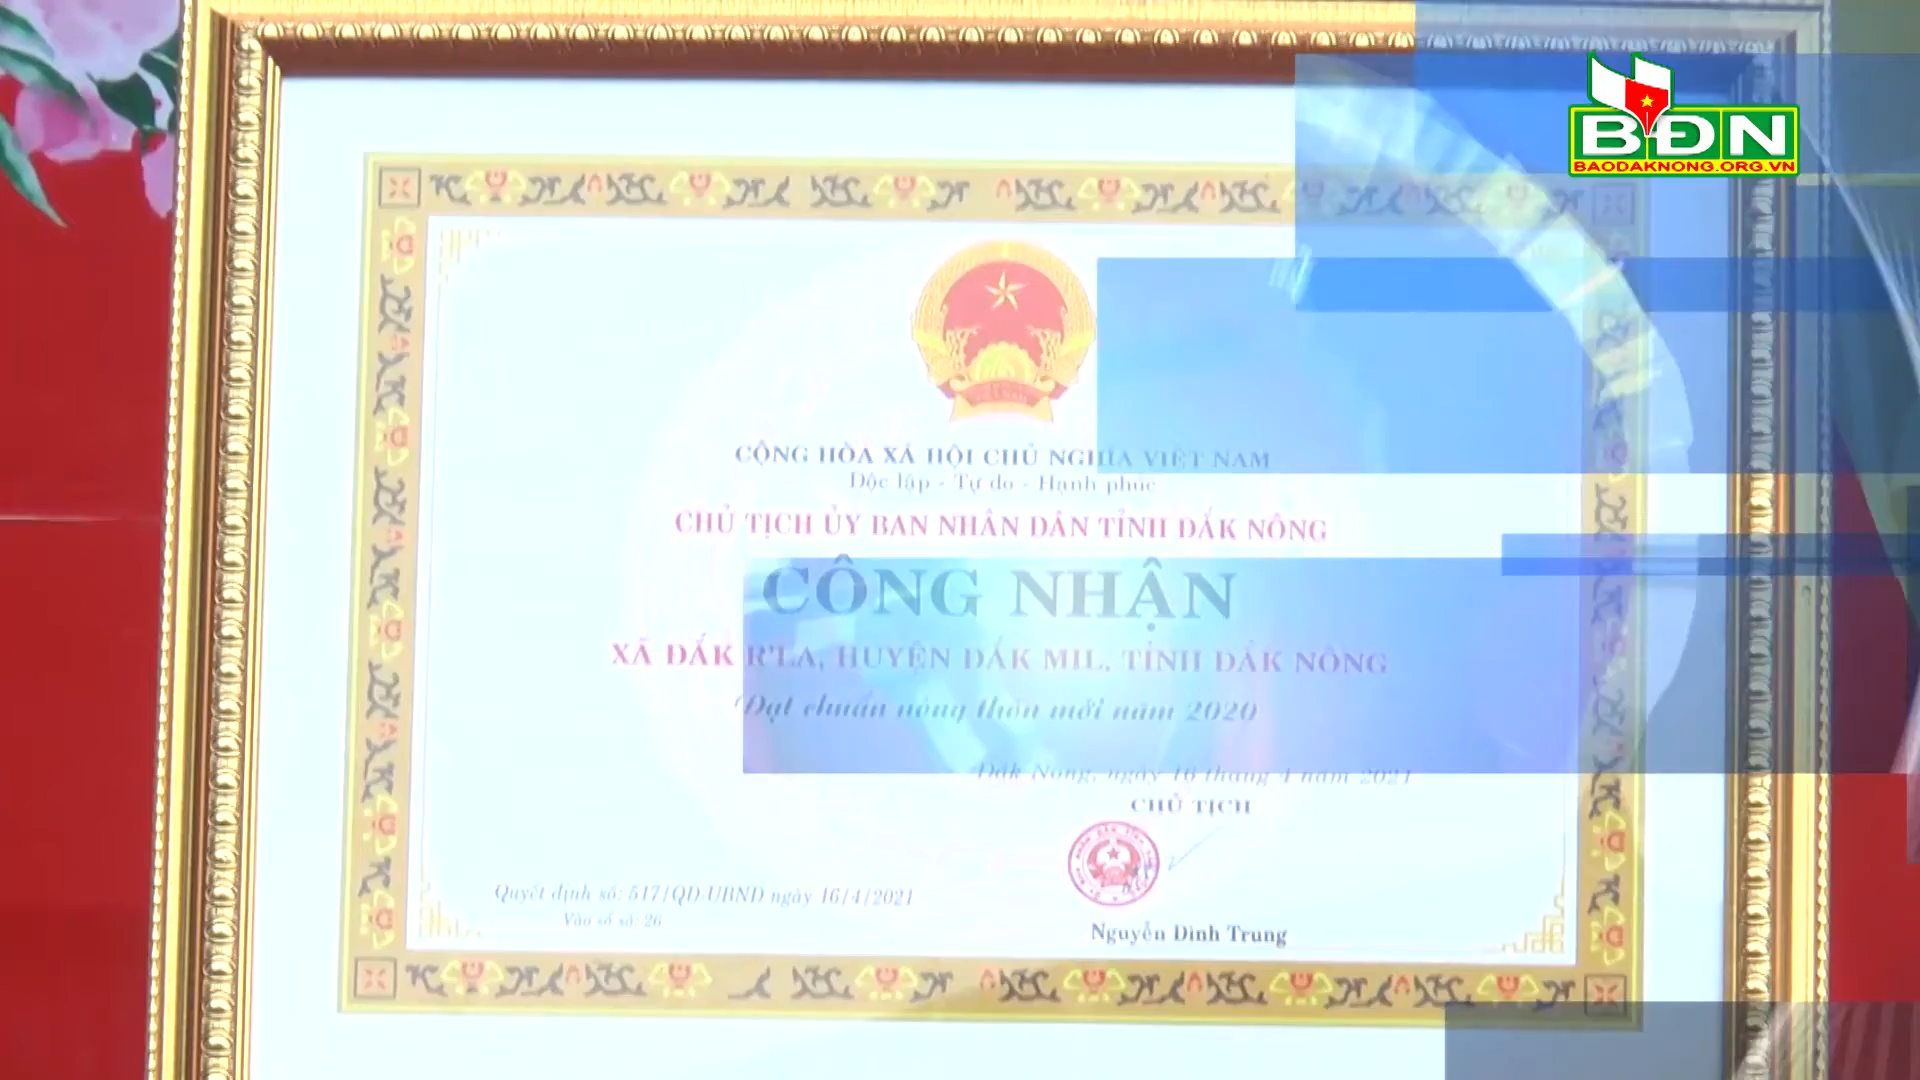 BĐN
BAODAKNONG.ORG.VN
CỘNG HÒA XÃ HỘI CHỦ NGHĨA VIỆT NAM
Độc lập - Tự do - Hạnh phúc
CHỦ TỊCH ỦY BAN NHÂN DÂN TỈNH ĐẮK NÔNG
CÔNG NHẬN
XÃ ĐẮK R'LA, HUYỆN ĐẮK MIL, TỈNH ĐẮK NÔNG
Đạt chuẩn nông thôn mới năm 2020
Đắk Nông, ngày 16 tháng 4 năm 2021
CHỦ TỊCH
Quyết định số: 517/QĐ-UBND ngày 16/4/2021
Vào sổ số: 26
Nguyễn Đình Trung